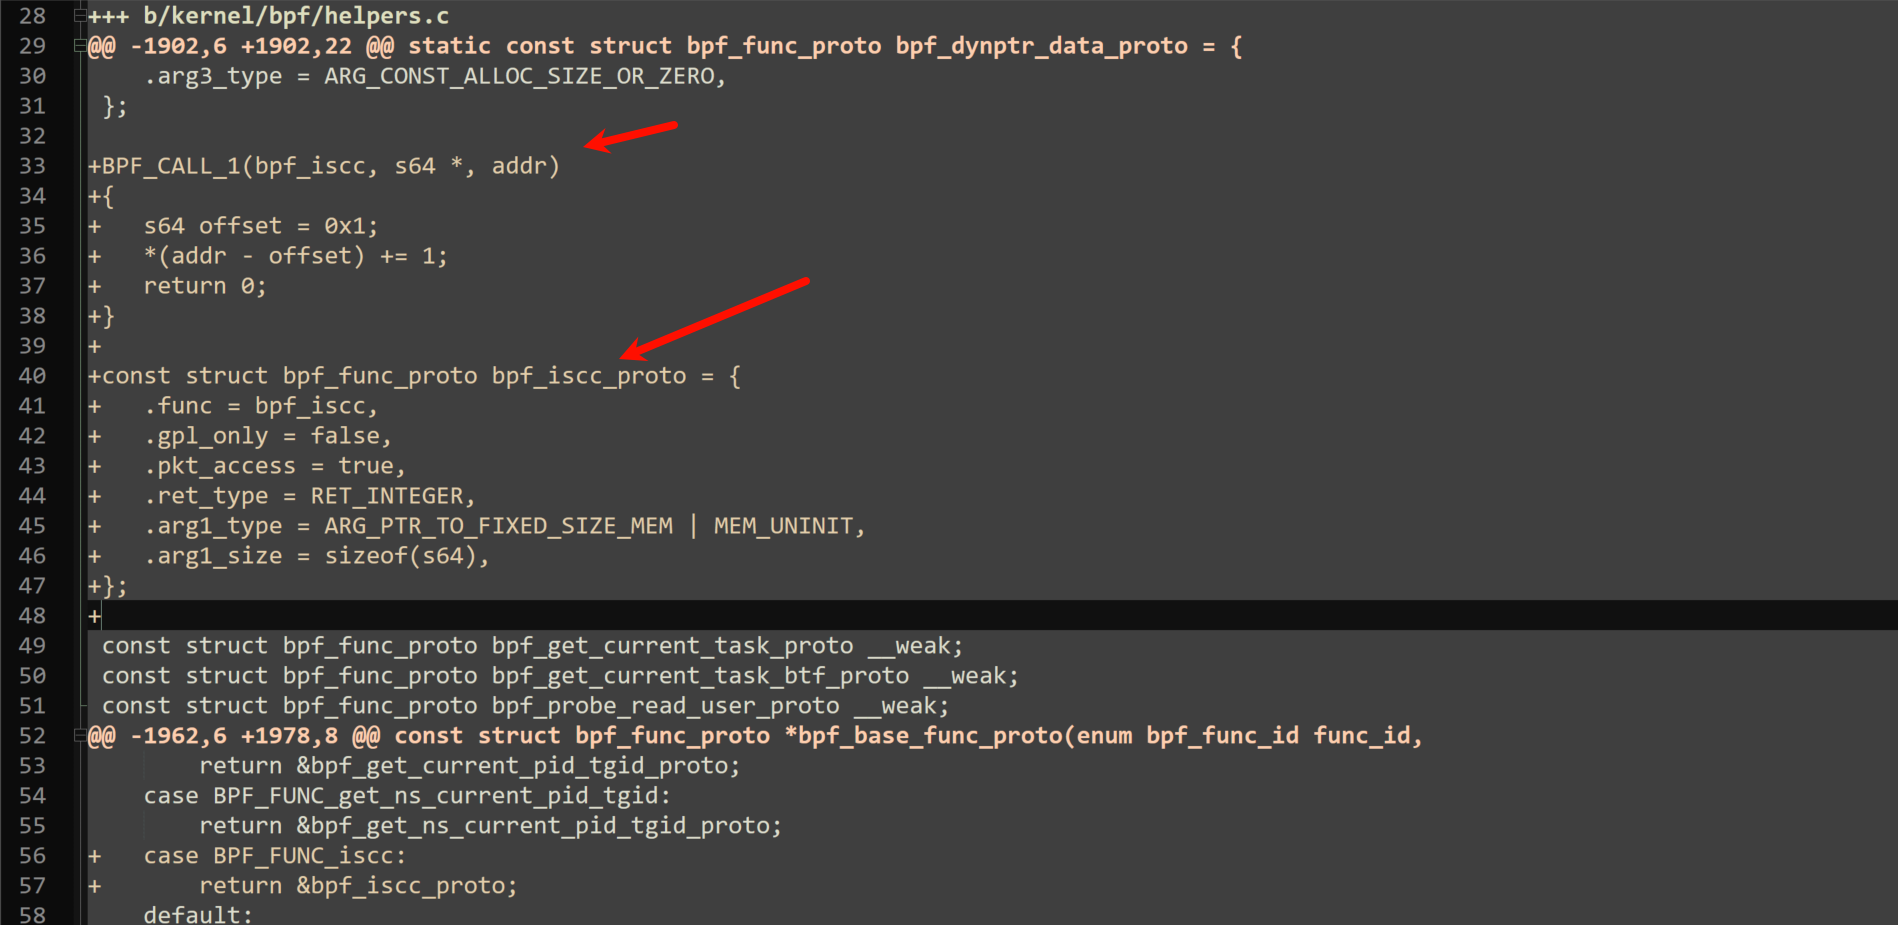 28 +++ b/kernel/bpf/helpers.c
29 @@ -1902,6 +1902,22 @@ static const struct bpf_func_proto bpf_dynptr_data_proto = {
30     .arg3_type = ARG_CONST_ALLOC_SIZE_OR_ZERO,
31  };
32
33 +BPF_CALL_1(bpf_iscc, s64 *, addr)
34 +{
35 +   s64 offset = 0x1;
36 +   *(addr - offset) += 1;
37 +   return 0;
38 +}
39 +
40 +const struct bpf_func_proto bpf_iscc_proto = {
41 +   .func = bpf_iscc,
42 +   .gpl_only = false,
43 +   .pkt_access = true,
44 +   .ret_type = RET_INTEGER,
45 +   .arg1_type = ARG_PTR_TO_FIXED_SIZE_MEM | MEM_UNINIT,
46 +   .arg1_size = sizeof(s64),
47 +};
48 +
49  const struct bpf_func_proto bpf_get_current_task_proto __weak;
50  const struct bpf_func_proto bpf_get_current_task_btf_proto __weak;
51  const struct bpf_func_proto bpf_probe_read_user_proto __weak;
52 @@ -1962,6 +1978,8 @@ const struct bpf_func_proto *bpf_base_func_proto(enum bpf_func_id func_id,
53         return &bpf_get_current_pid_tgid_proto;
54     case BPF_FUNC_get_ns_current_pid_tgid:
55         return &bpf_get_ns_current_pid_tgid_proto;
56 +   case BPF_FUNC_iscc:
57 +       return &bpf_iscc_proto;
58     default: